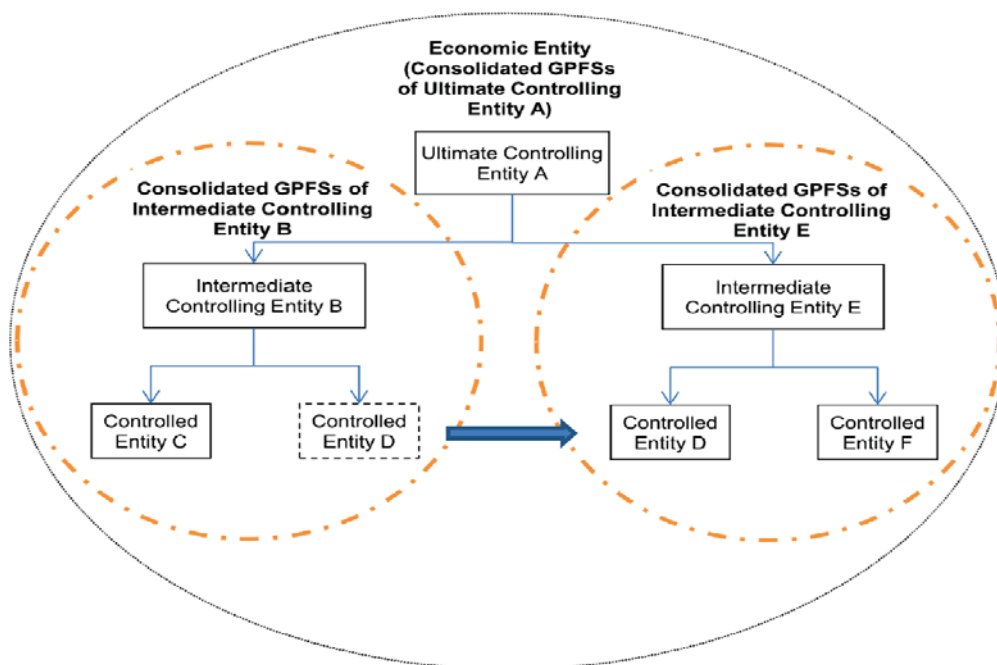 Economic Entity
(Consolidated GPFSs
of Ultimate Controlling
Entity A)
Ultimate Controlling
Entity A
Consolidated GPFSs of
Intermediate Controlling
Entity B
Consolidated GPFSs of
Intermediate Controlling
Entity E
Intermediate
Controlling Entity B
Intermediate
Controlling Entity E
Controlled
Entity C
Controlled
Entity D
Controlled
Entity D
Controlled
Entity F